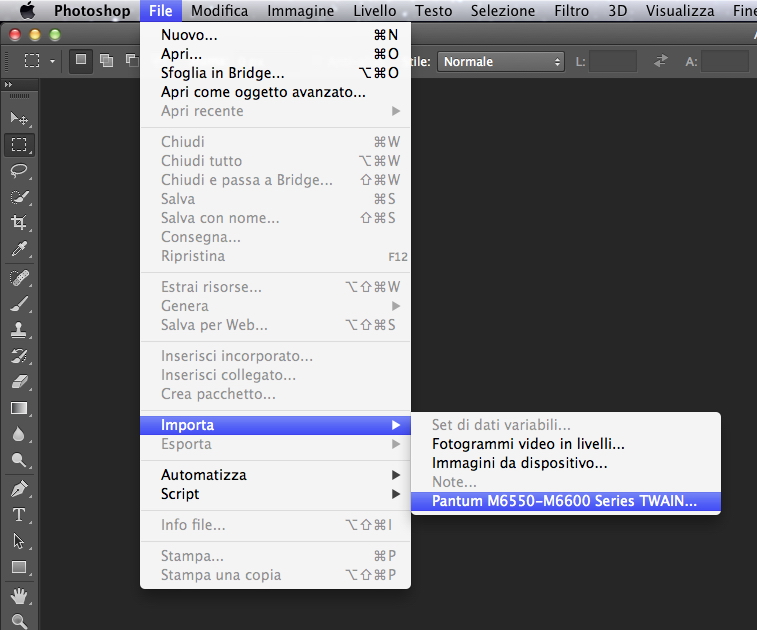 Photoshop File Modifica Immagine Livello Testo Selezione Filtro 3D Visualizza Fine
Nuovo... ⌘N
Apri... ⌘O
Sfoglia in Bridge... ⌥⌘O
tile: Normale L: A:
Apri come oggetto avanzato...
Apri recente
Chiudi ⌘W
Chiudi tutto ⌥⌘W
Chiudi e passa a Bridge... ⇧⌘W
Salva ⌘S
Salva con nome... ⇧⌘S
Consegna...
Ripristina F12
Estrai risorse... ⌥⇧⌘W
Genera
Salva per Web... ⌥⇧⌘S
Inserisci incorporato...
Inserisci collegato...
Crea pacchetto...
Importa
Esporta
Automatizza
Script
Info file... ⌥⇧⌘I
Stampa... ⌘P
Stampa una copia ⌥⇧⌘P
Set di dati variabili...
Fotogrammi video in livelli...
Immagini da dispositivo...
Note...
Pantum M6550-M6600 Series TWAIN...